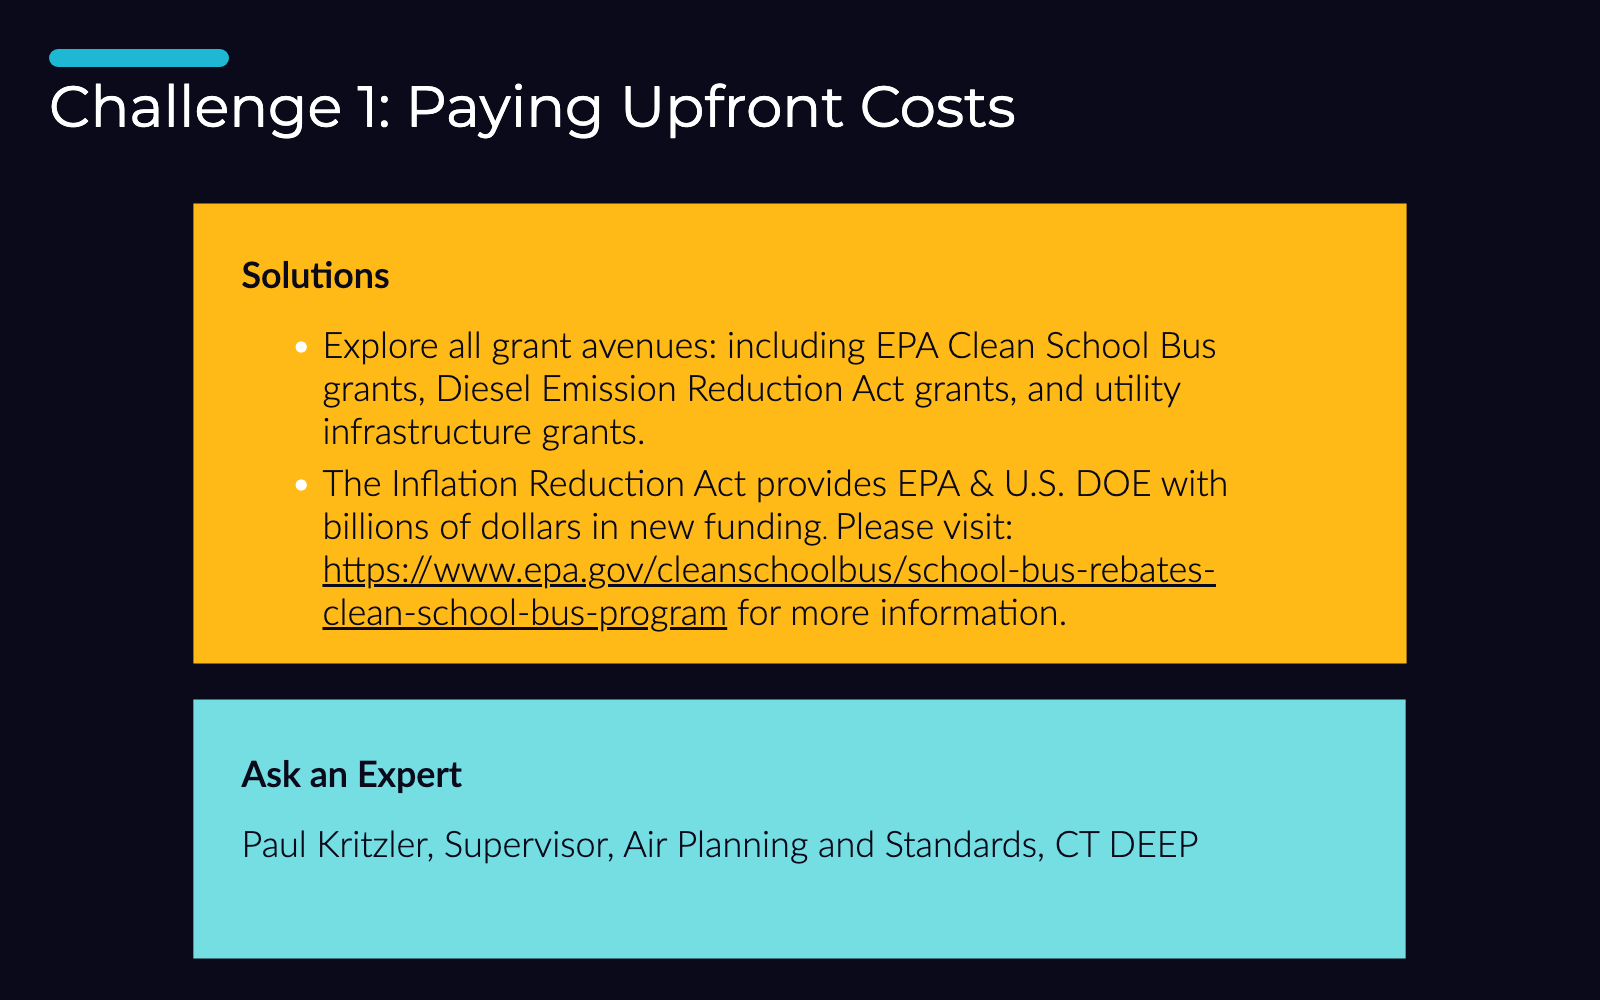 Challenge 1: Paying Upfront Costs
Solutions
• Explore all grant avenues: including EPA Clean School Bus
grants, Diesel Emission Reduction Act grants, and utility
infrastructure grants.
• The Inflation Reduction Act provides EPA & U.S. DOE with
billions of dollars in new funding. Please visit:
https://www.epa.gov/cleanschoolbus/school-bus-rebates-
clean-school-bus-program for more information.
Ask an Expert
Paul Kritzler, Supervisor, Air Planning and Standards, CT DEEP